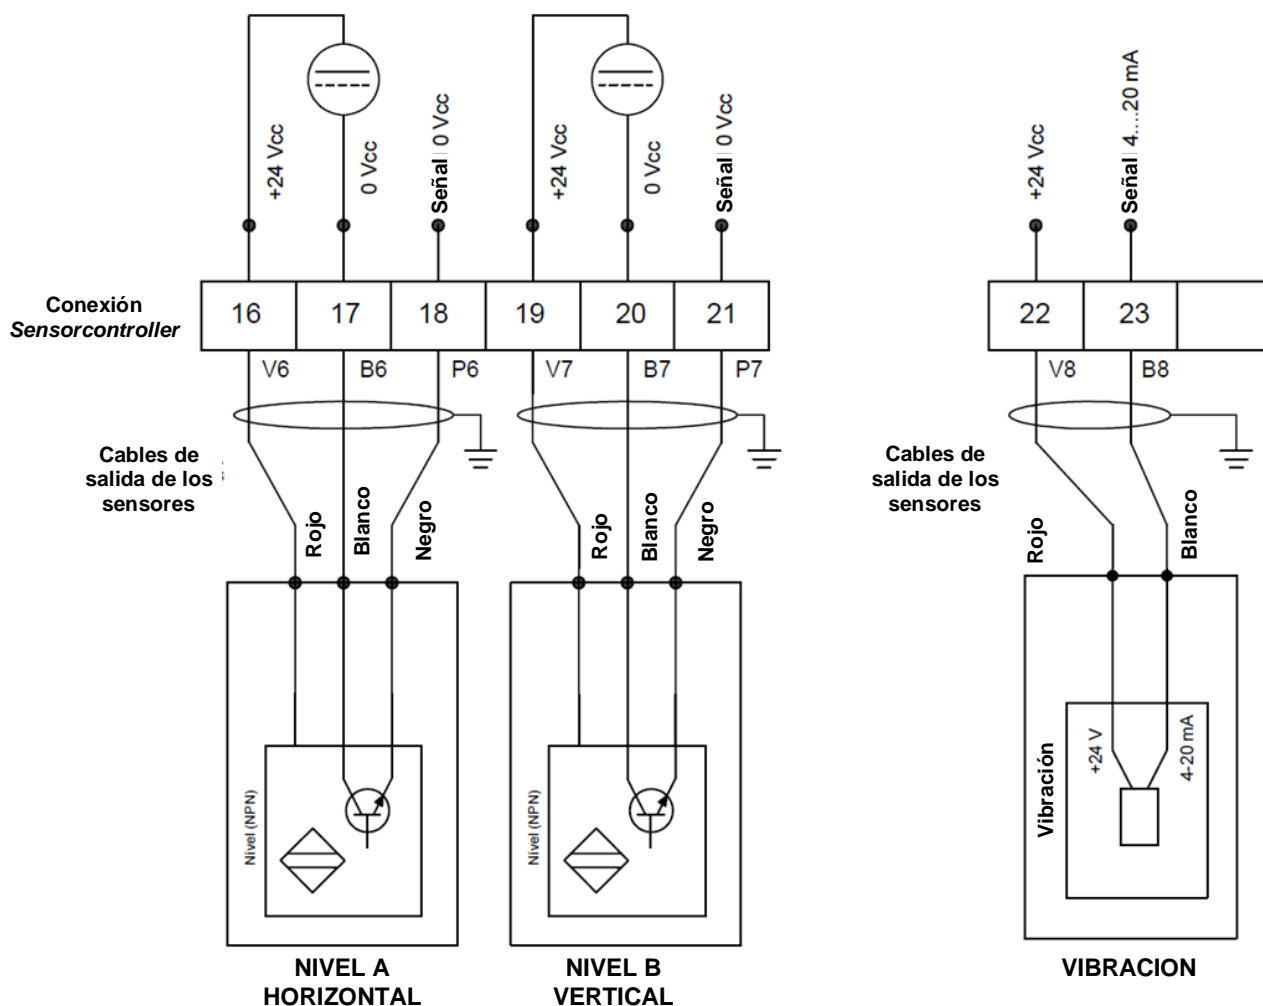 +24 Vcc
0 Vcc
Señal 0 Vcc
+24 Vcc
0 Vcc
Señal 0 Vcc
+24 Vcc
Señal 4....20 mA
Conexión
Sensorcontroller
16 17 18 19 20 21
22 23
V6 B6 P6 V7 B7 P7
V8 B8
Cables de
salida de los
sensores
Cables de
salida de los
sensores
Rojo
Blanco
Negro
Rojo
Blanco
Negro
Rojo
Blanco
Nivel (NPN)
Nivel (NPN)
Vibración
+24 V
4-20 mA
NIVEL A
HORIZONTAL
NIVEL B
VERTICAL
VIBRACION